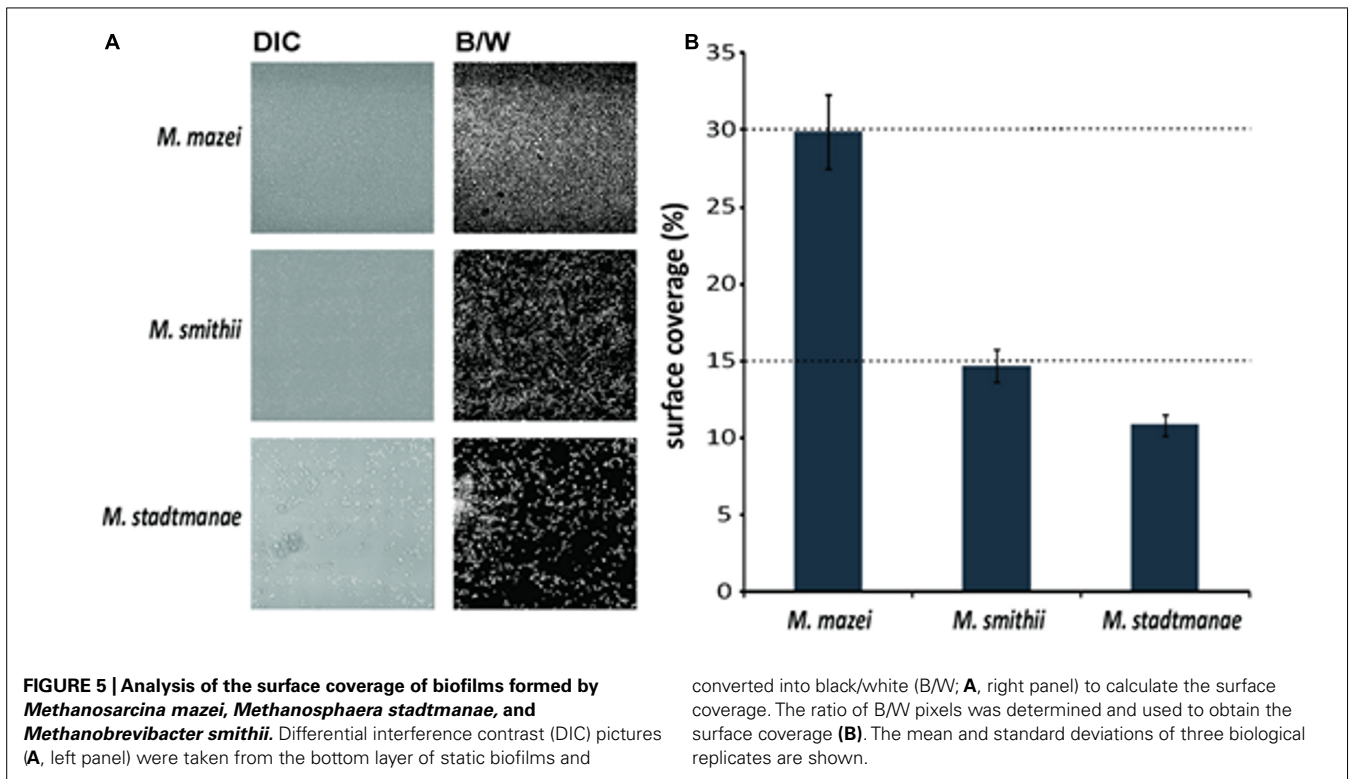 A
DIC
B/W
M. mazei
M. smithii
M. stadtmanae
B
35
30
25
20
15
10
5
0
surface coverage (%)
M. mazei
M. smithii
M. stadtmanae
FIGURE 5 | Analysis of the surface coverage of biofilms formed by
Methanosarcina mazei, Methanosphaera stadtmanae, and
Methanobrevibacter smithii. Differential interference contrast (DIC) pictures
(A, left panel) were taken from the bottom layer of static biofilms and
converted into black/white (B/W; A, right panel) to calculate the surface
coverage. The ratio of B/W pixels was determined and used to obtain the
surface coverage (B). The mean and standard deviations of three biological
replicates are shown.